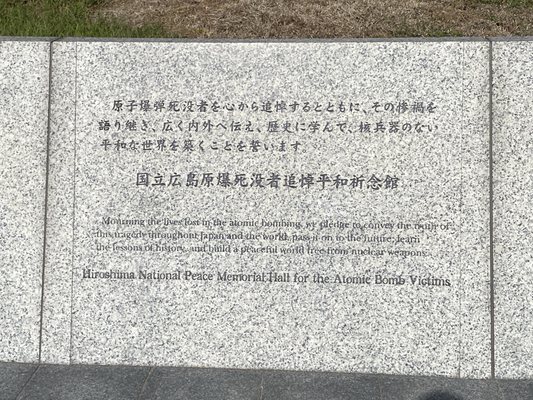 原子爆弾死没者を心から追悼するとともに、その惨禍を
語り継ぎ、広く内外へ伝え、歴史に学んで、核兵器のない
平和な世界を築くことを誓います。
国立広島原爆死没者追悼平和祈念館
Mourning the lives lost in the atomic bombing, we pledge to convey the truth of
this tragedy throughout Japan and the world, pass it on to the future, learn
the lessons of history, and build a peaceful world free from nuclear weapons.
Hiroshima National Peace Memorial Hall for the Atomic Bomb Victims